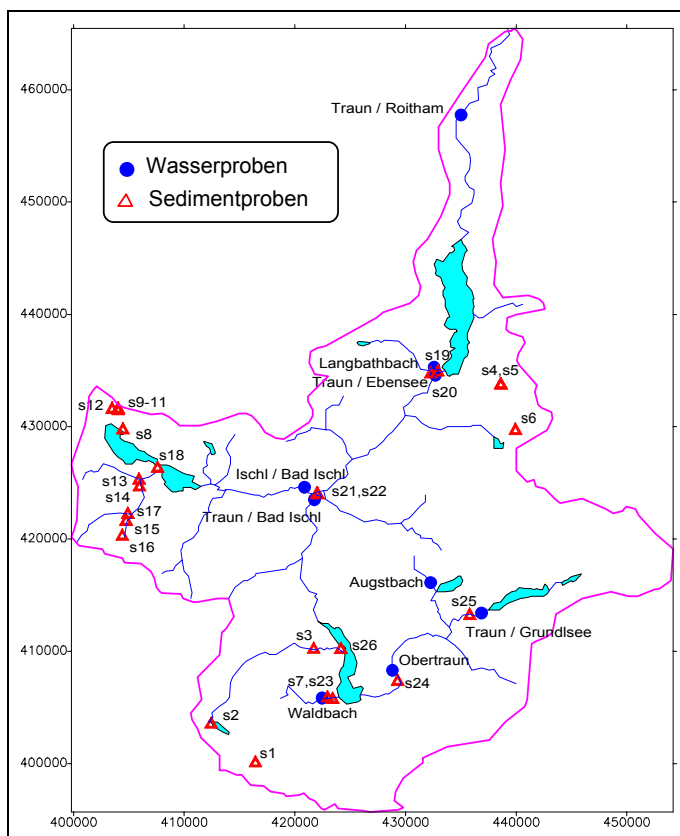 460000
Traun / Roitham
Wasserproben
Sedimentproben
450000
440000
Langbathbach
s19
Traun / Ebensee
s20
s4,s5
430000
s12
s9-11
s8
s6
s18
s13
s14
Ischl / Bad Ischl
s21,s22
s17
Traun / Bad Ischl
s15
420000
s16
Augstbach
s25
Traun / Grundlsee
410000
s3
s26
Obertraun
s7,s23
s24
Waldbach
s2
400000
s1
400000 410000 420000 430000 440000 450000